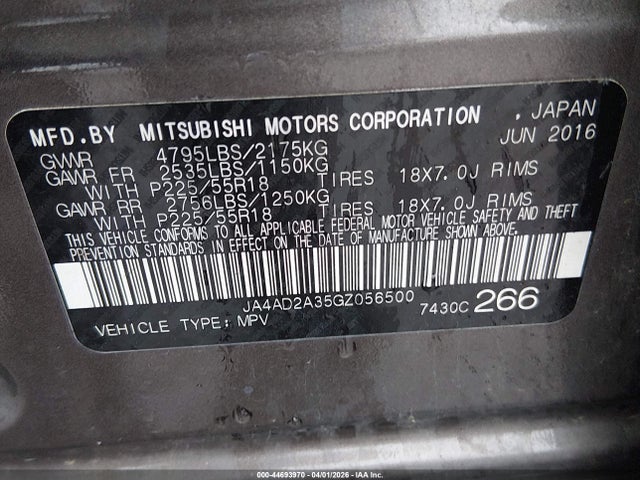 MFD.BY MITSUBISHI MOTORS CORPORATION , JAPAN
JUN 2016
GVWR 4795LBS/2175KG
GAWR FR 2535LBS/1150KG
WITH P225/55R18 TIRES 18X7.0J RIMS
GAWR RR 2756LBS/1250KG
WITH P225/55R18 TIRES 18X7.0J RIMS
THIS VEHICLE CONFORMS TO ALL APPLICABLE FEDERAL MOTOR VEHICLE SAFETY AND THEFT
PREVENTION STANDARDS IN EFFECT ON THE DATE OF MANUFACTURE SHOWN ABOVE.
JA4AD2A35GZ056500
7430C 266
VEHICLE TYPE: MPV
000-44693970 - 04/01/2026 - IAA Inc.